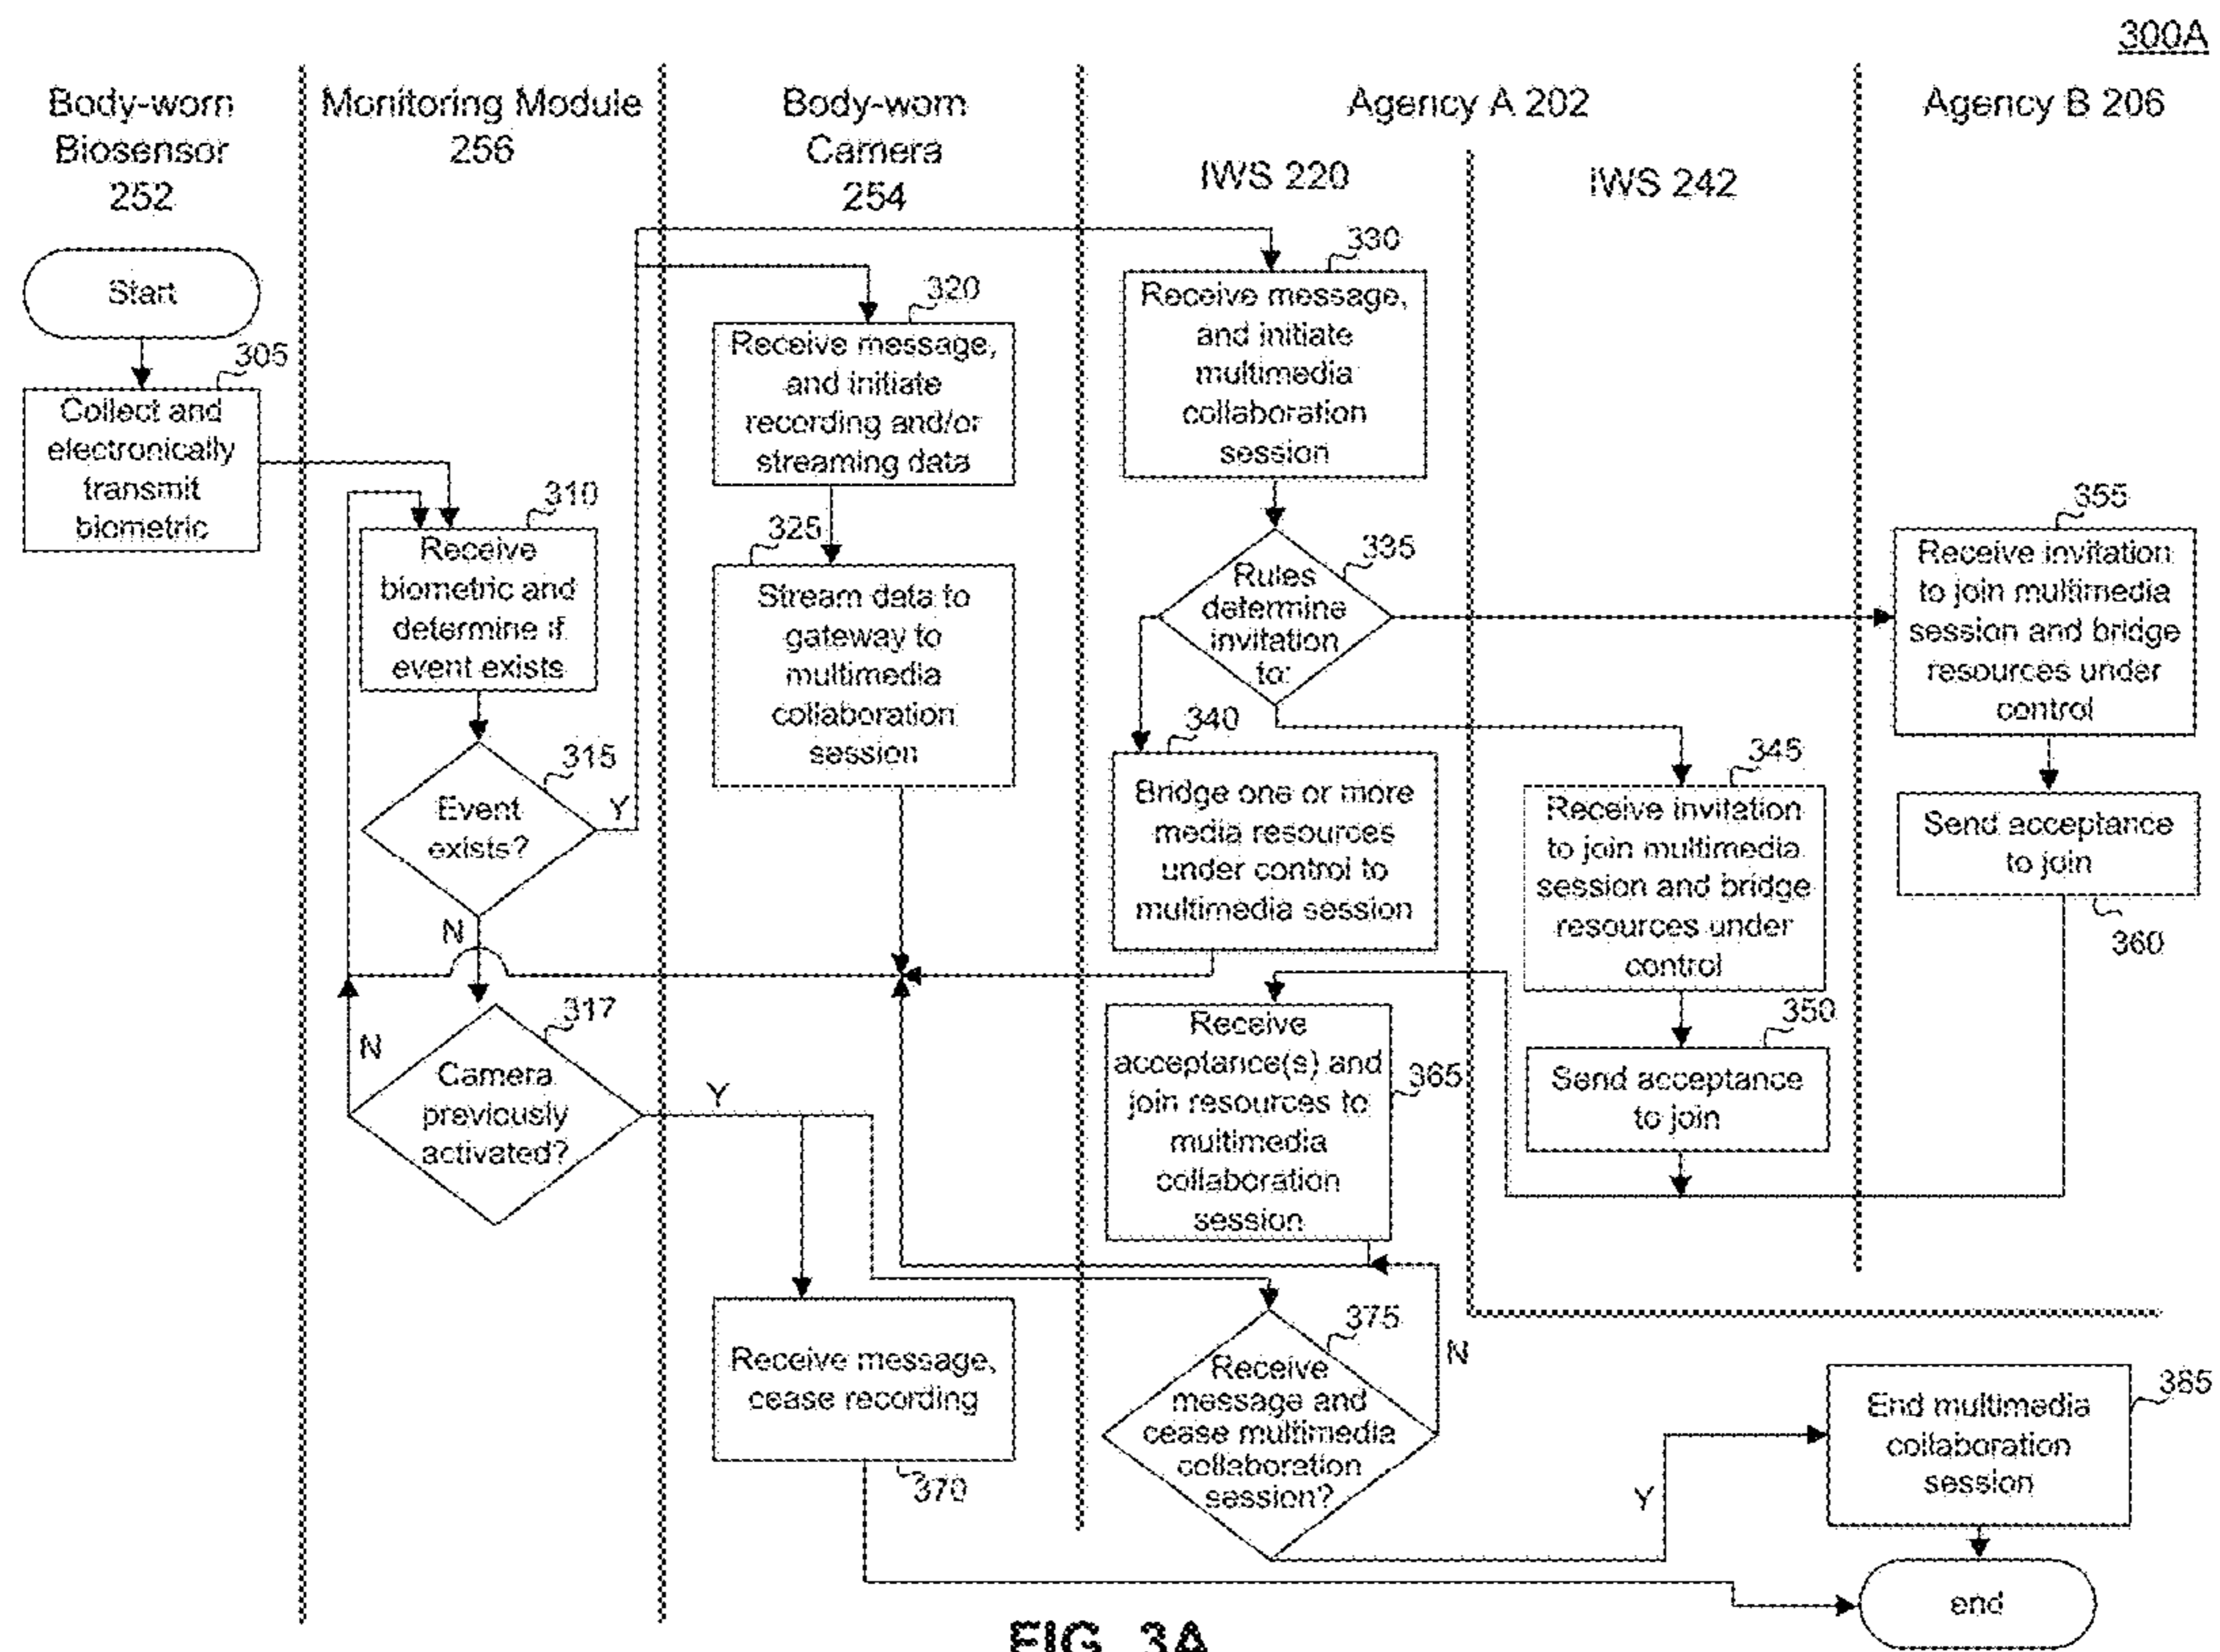 300A
Body-worn
Biosensor
252
Monitoring Module
256
Body-worn
Camera
254
Agency A 202
IWS 220
IWS 242
Agency B 206
Start
305
Collect and
electronically
transmit
biometric
310
Receive
biometric and
determine if
event exists
315
Event
exists?
Y
N
317
Camera
previously
activated?
N
Y
320
Receive message,
and initiate
recording and/or
streaming data
325
Stream data to
gateway to
multimedia
collaboration
session
330
Receive message,
and initiate
multimedia
collaboration
session
335
Rules
determine
invitation
to:
340
Bridge one or more
media resources
under control to
multimedia session
345
Receive invitation
to join multimedia
session and bridge
resources under
control
350
Send acceptance
to join
355
Receive invitation
to join multimedia
session and bridge
resources under
control
Send acceptance
to join
360
Receive
acceptance(s) and
join resources to
multimedia
collaboration
session
365
Receive message,
cease recording
370
375
Receive
message and
cease multimedia
collaboration
session?
N
Y
End multimedia
collaboration
session
385
end
FIG. 3A